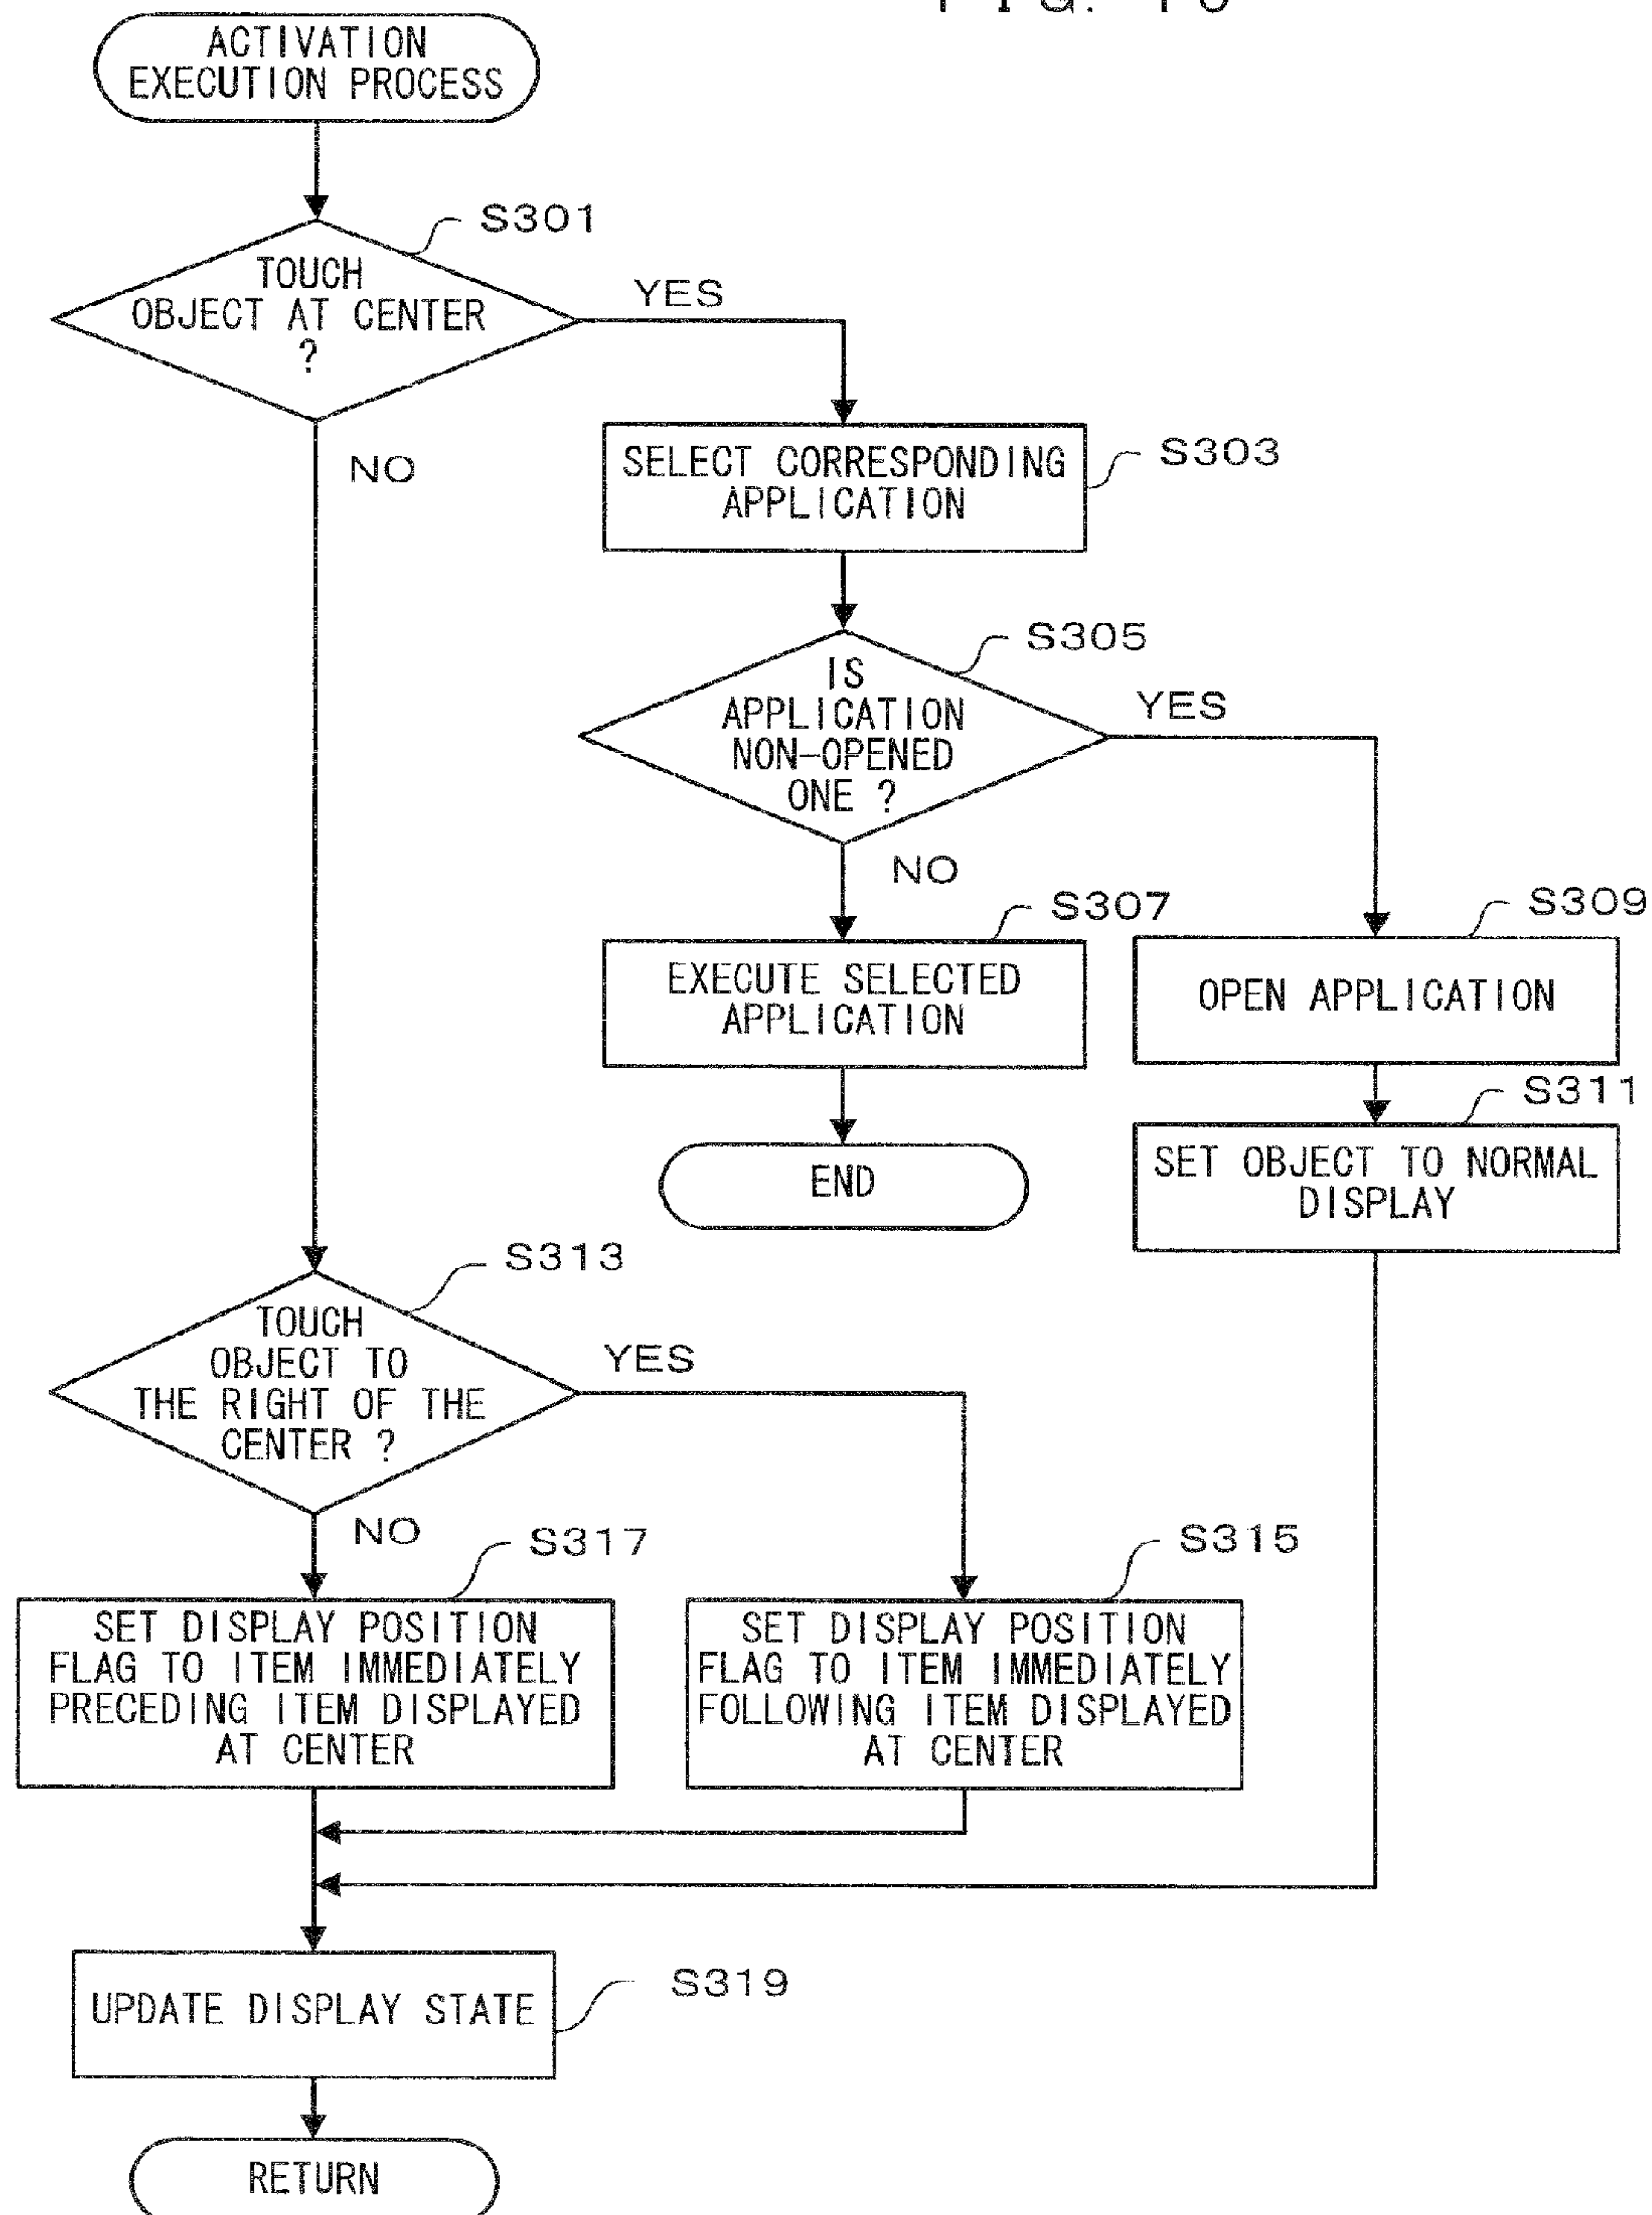 ACTIVATION
EXECUTION PROCESS
S301
TOUCH
OBJECT AT CENTER
?
YES
NO
SELECT CORRESPONDING
APPLICATION
S303
S305
IS
APPLICATION
NON-OPENED
ONE ?
YES
NO
S307
EXECUTE SELECTED
APPLICATION
S309
OPEN APPLICATION
END
S311
SET OBJECT TO NORMAL
DISPLAY
S313
TOUCH
OBJECT TO
THE RIGHT OF THE
CENTER ?
YES
NO
S317
SET DISPLAY POSITION
FLAG TO ITEM IMMEDIATELY
PRECEDING ITEM DISPLAYED
AT CENTER
S315
SET DISPLAY POSITION
FLAG TO ITEM IMMEDIATELY
FOLLOWING ITEM DISPLAYED
AT CENTER
UPDATE DISPLAY STATE
S319
RETURN